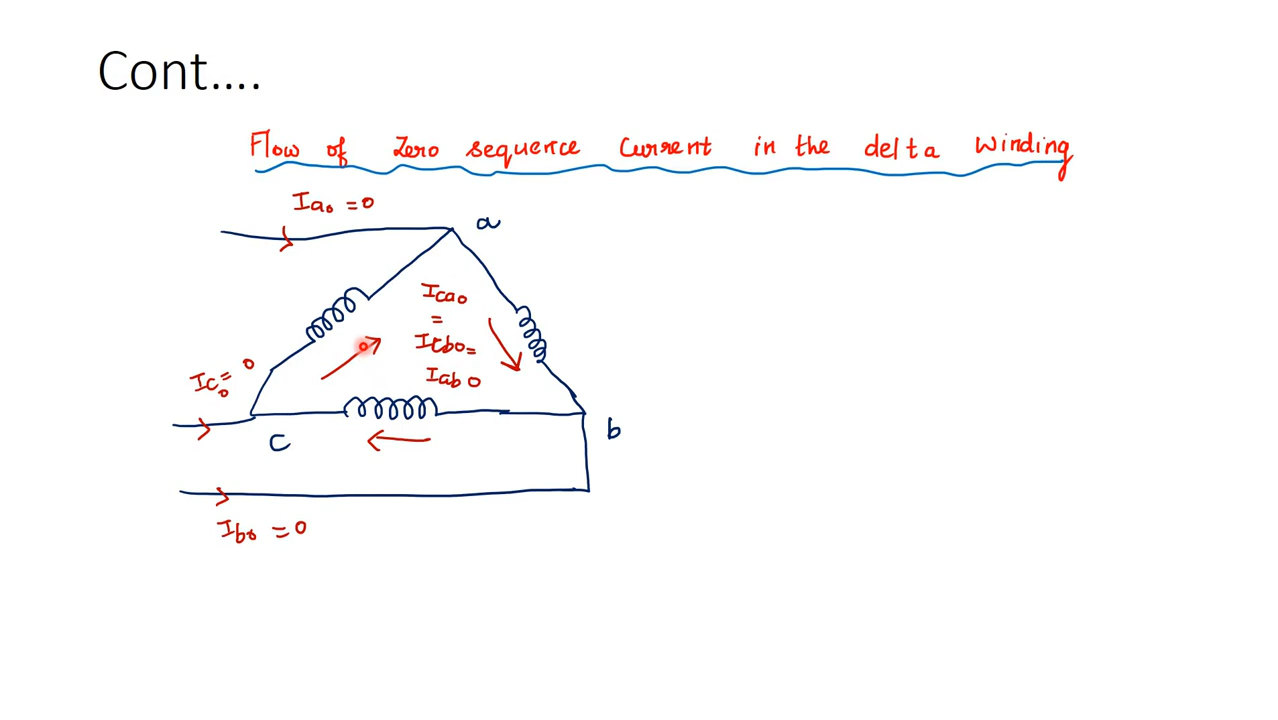 Cont....
Flow of Zero sequence current in the delta winding
Ia0 = 0
a
Ica0
=
Icb0 =
Iab0
Ic0 = 0
c
b
Ib0 = 0